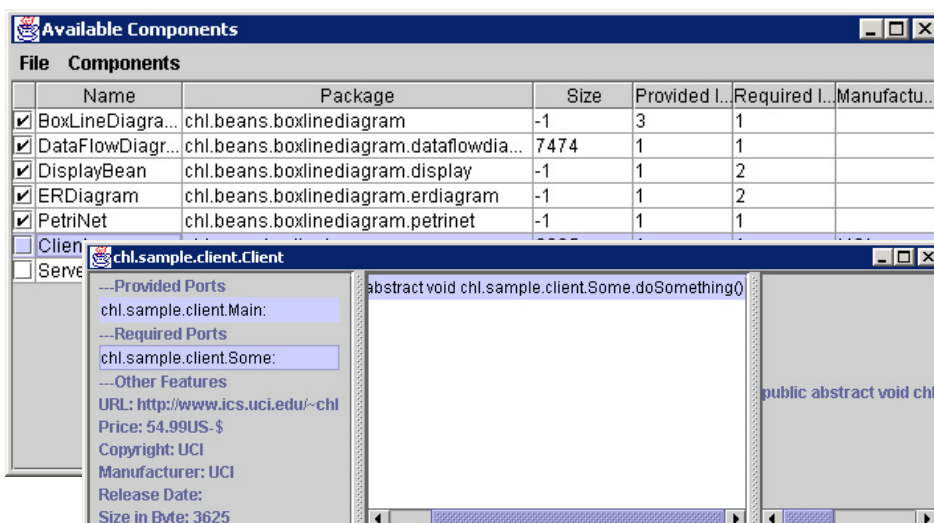 Available Components
File Components
Name Package Size Provided I... Required I... Manufactu...
BoxLineDiagra... chl.beans.boxlinediagram -1 3 1
DataFlowDiagr... chl.beans.boxlinediagram.dataflowdia... 7474 1 1
DisplayBean chl.beans.boxlinediagram.display -1 1 2
ERDiagram chl.beans.boxlinediagram.erdiagram -1 1 2
PetriNet chl.beans.boxlinediagram.petrinet -1 1 1
Clien
Serve
chl.sample.client.Client
---Provided Ports
chl.sample.client.Main:
---Required Ports
chl.sample.client.Some:
---Other Features
URL: http://www.ics.uci.edu/~chl
Price: 54.99US-$
Copyright: UCI
Manufacturer: UCI
Release Date:
Size in Byte: 3625
abstract void chl.sample.client.Some.doSomething()
public abstract void chl